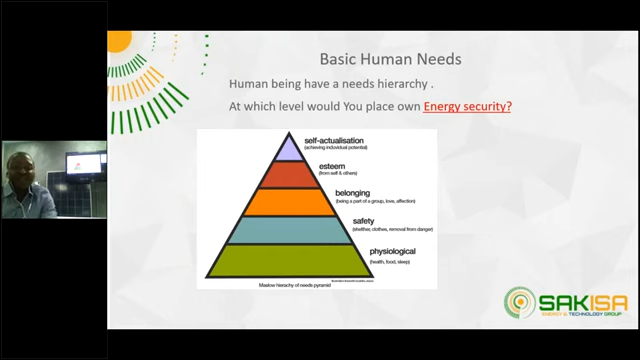 Basic Human Needs
Human being have a needs hierarchy .
At which level would You place own Energy security?
self-actualisation
(achieving individual potential)
esteem
(from self & others)
belonging
(being a part of a group, love, affection)
safety
(shelther, clothes, removal from danger)
physiological
(health, food, sleep)
Maslow hierachy of needs pyramid
SAKISA
ENERGY & TECHNOLOGY GROUP